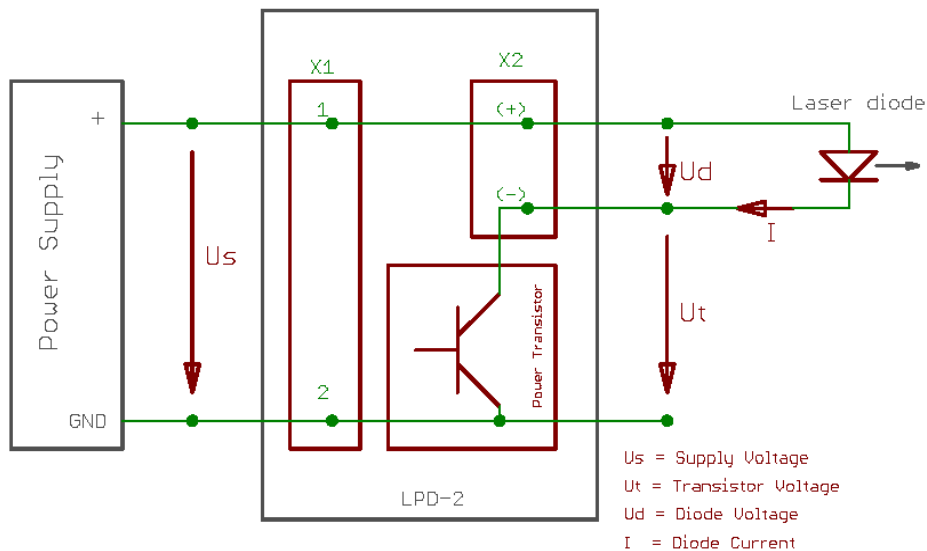 X1
X2
Laser diode
+
1
(+)
Ud
Power Supply
(-)
I
Us
Ut
Power Transistor
GND
2
LPD-2
Us = Supply Voltage
Ut = Transistor Voltage
Ud = Diode Voltage
I = Diode Current